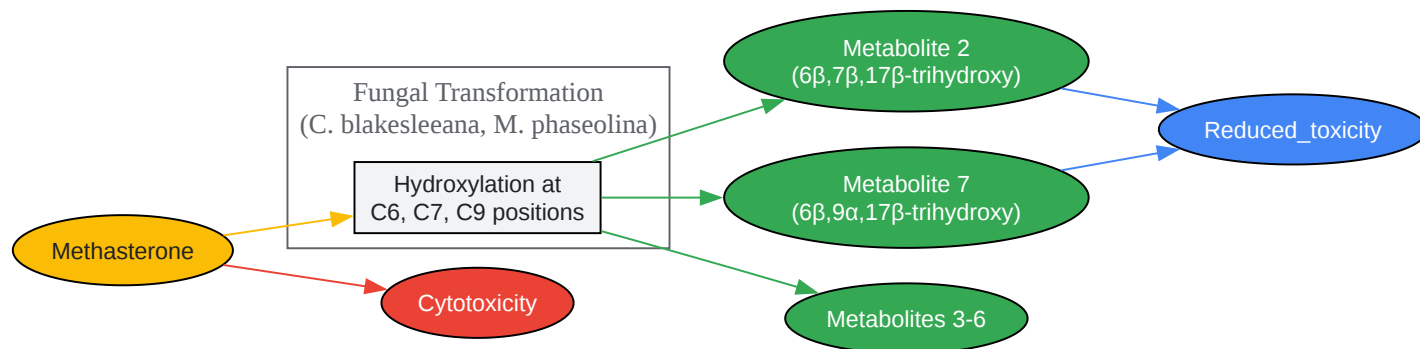 Methasterone
Fungal Transformation
(C. blakesleeana, M. phaseolina)
Hydroxylation at
C6, C7, C9 positions
Cytotoxicity
Metabolite 2
(6β,7β,17β-trihydroxy)
Metabolite 7
(6β,9α,17β-trihydroxy)
Metabolites 3-6
Reduced_toxicity